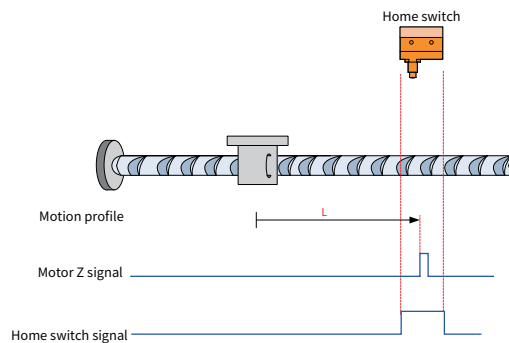 Home switch
Motion profile
L
Motor Z signal
Home switch signal